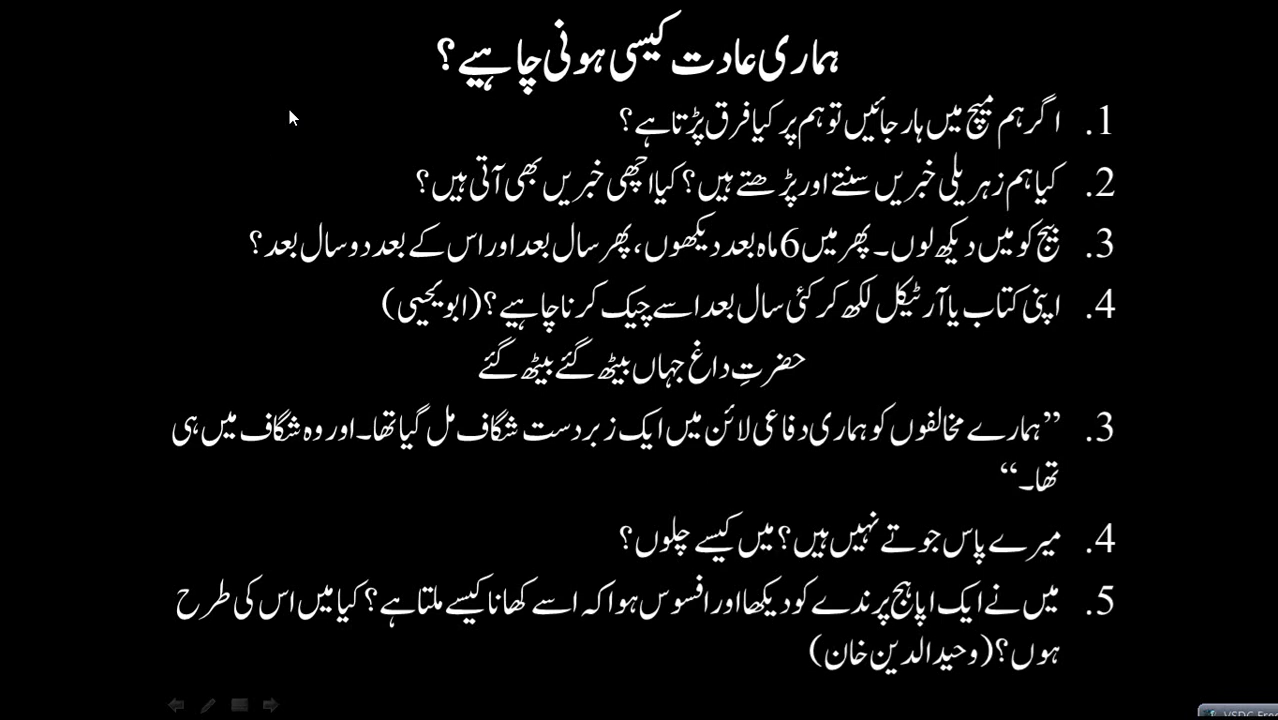 ہماری عادت کیسی ہونی چاہیے؟
1. اگر ہم میچ میں ہار جائیں تو ہم پر کیا فرق پڑتا ہے؟
2. کیا ہم زہریلی خبریں سنتے اور پڑھتے ہیں؟ کیا اچھی خبریں بھی آتی ہیں؟
3. بیج کو میں دیکھ لوں۔ پھر میں 6 ماہ بعد دیکھوں، پھر سال بعد اور اس کے بعد دو سال بعد؟
4. اپنی کتاب یا آرٹیکل لکھ کر کئی سال بعد اسے چیک کرنا چاہیے؟ (ابویحیی)
حضرتِ داغ جہاں بیٹھ گئے بیٹھ گئے
3. ”ہمارے مخالفوں کو ہماری دفاعی لائن میں ایک زبردست شگاف مل گیا تھا۔ اور وہ شگاف میں ہی
تھا۔“
4. میرے پاس جوتے نہیں ہیں؟ میں کیسے چلوں؟
5. میں نے ایک اپاہج پرندے کو دیکھا اور افسوس ہوا کہ اسے کھانا کیسے ملتا ہے؟ کیا میں اس کی طرح
ہوں؟ (وحید الدین خان)